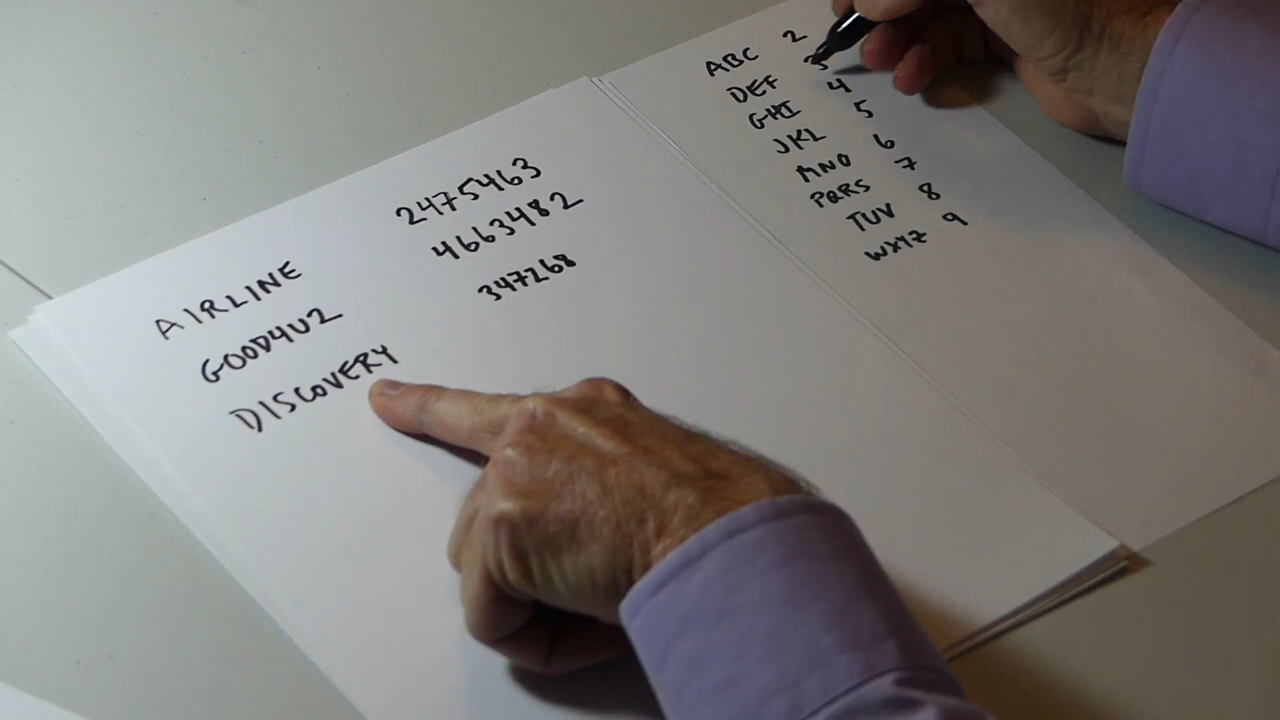 AIRLINE 2475463
GOOD4U2 4663482
DISCOVERY 347268
ABC 2
DEF 3
GHI 4
JKL 5
MNO 6
PQRS 7
TUV 8
WXYZ 9